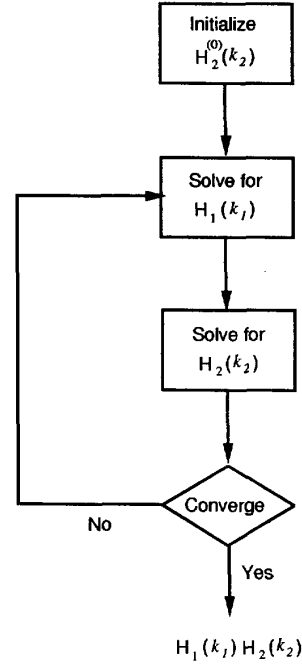 Initialize
H₂⁽⁰⁾(k₂)
Solve for
H₁(k₁)
Solve for
H₂(k₂)
Converge
No
Yes
H₁(k₁) H₂(k₂)